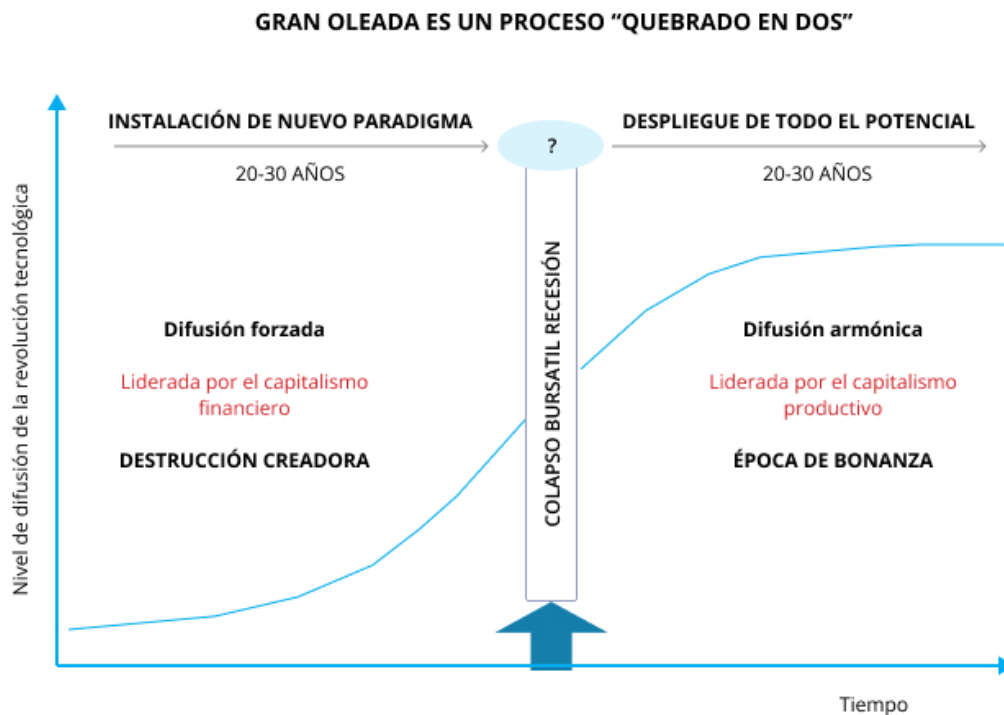 GRAN OLEADA ES UN PROCESO “QUEBRADO EN DOS”
INSTALACIÓN DE NUEVO PARADIGMA
20-30 AÑOS
?
DESPLIEGUE DE TODO EL POTENCIAL
20-30 AÑOS
Nivel de difusión de la revolución tecnológica
Difusión forzada
Liderada por el capitalismo
financiero
DESTRUCCIÓN CREADORA
COLAPSO BURSATIL RECESIÓN
Difusión armónica
Liderada por el capitalismo
productivo
ÉPOCA DE BONANZA
Tiempo